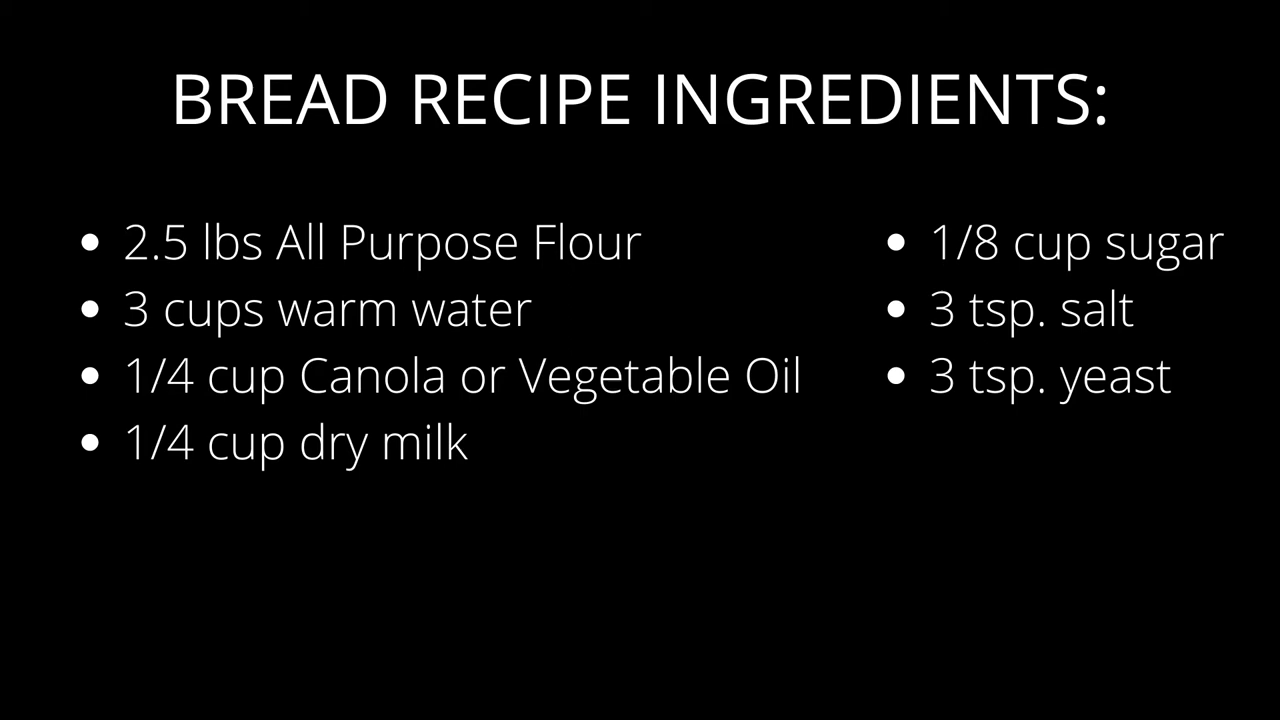 BREAD RECIPE INGREDIENTS:
• 2.5 lbs All Purpose Flour
• 3 cups warm water
• 1/4 cup Canola or Vegetable Oil
• 1/4 cup dry milk
• 1/8 cup sugar
• 3 tsp. salt
• 3 tsp. yeast